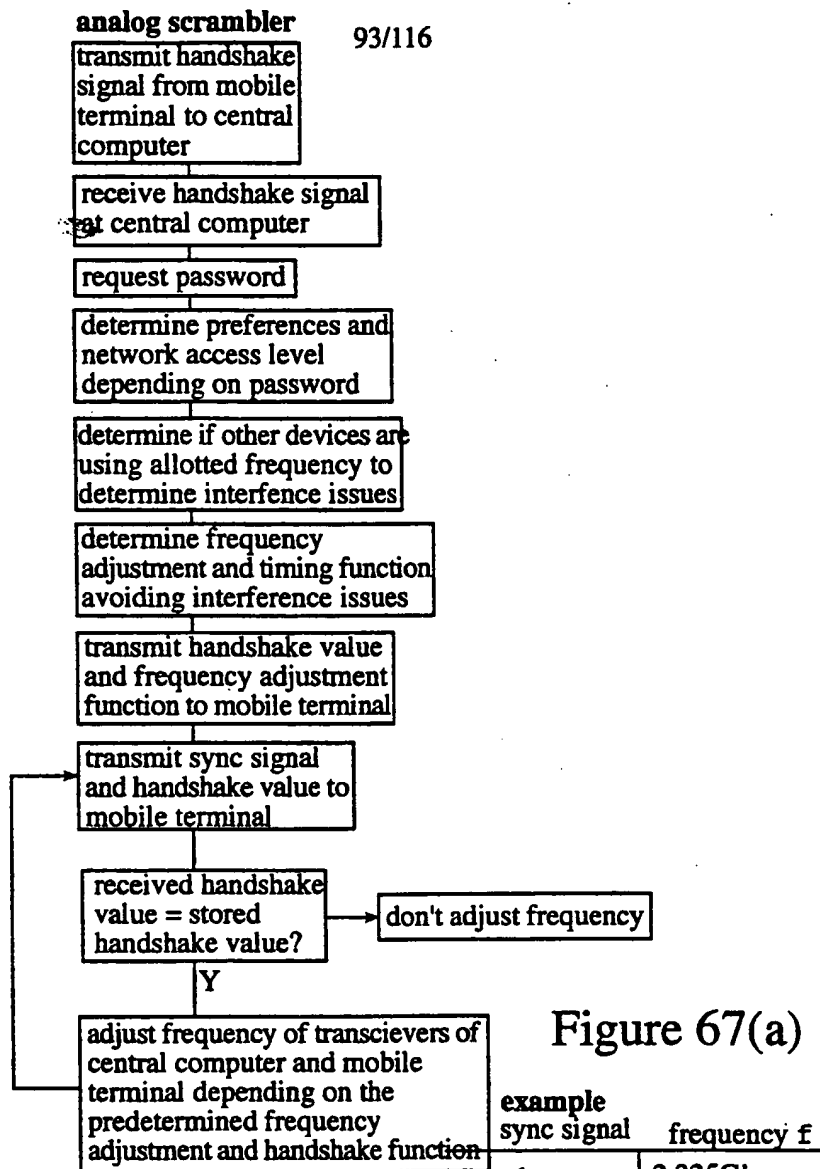 analog scrambler
93/116
transmit handshake
signal from mobile
terminal to central
computer
receive handshake signal
at central computer
request password
determine preferences and
network access level
depending on password
determine if other devices are
using allotted frequency to
determine interfence issues
determine frequency
adjustment and timing function
avoiding interference issues
transmit handshake value
and frequency adjustment
function to mobile terminal
transmit sync signal
and handshake value to
mobile terminal
received handshake
value = stored
handshake value?
don't adjust frequency
Y
adjust frequency of transcievers of
central computer and mobile
terminal depending on the
predetermined frequency
adjustment and handshake function
Figure 67(a)
example
sync signal
frequency f